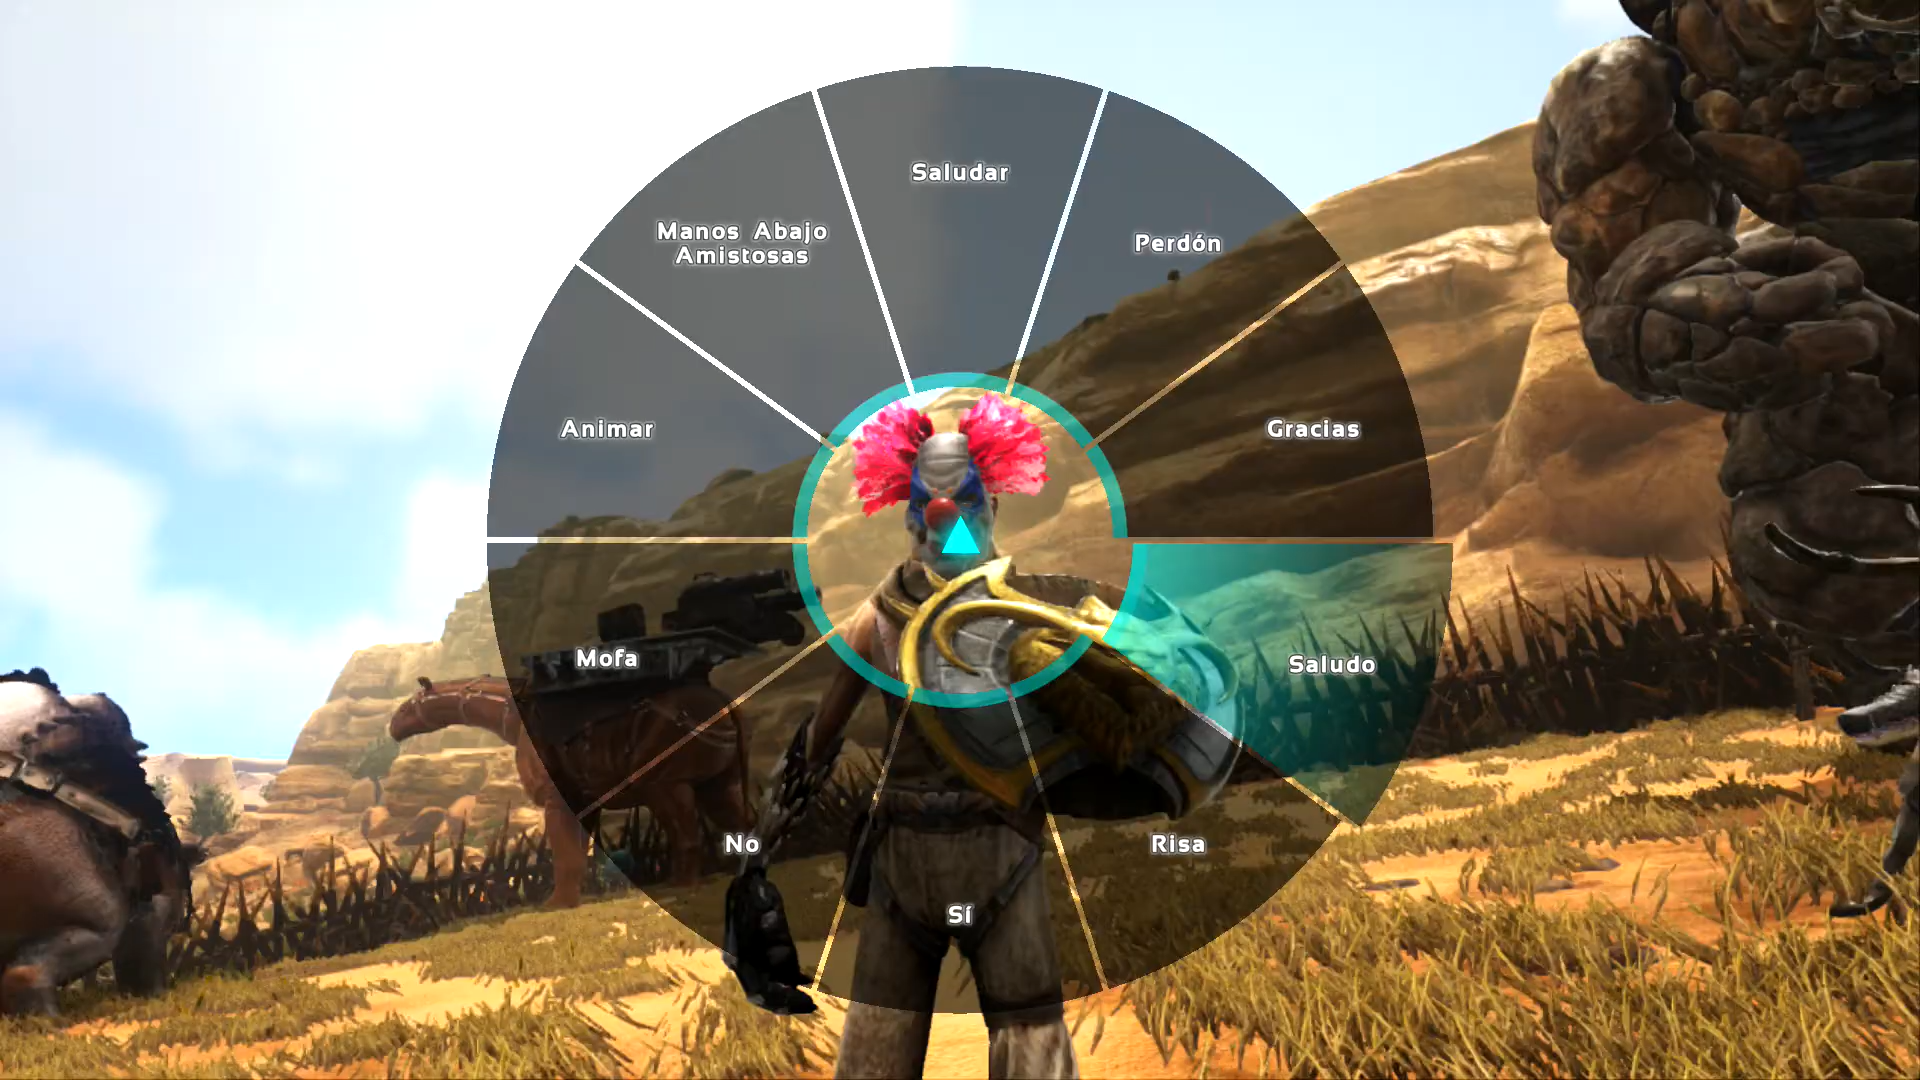 Saludar
Manos Abajo
Amistosas
Perdón
Animar
Gracias
Mofa
Saludo
No
Risa
Sí